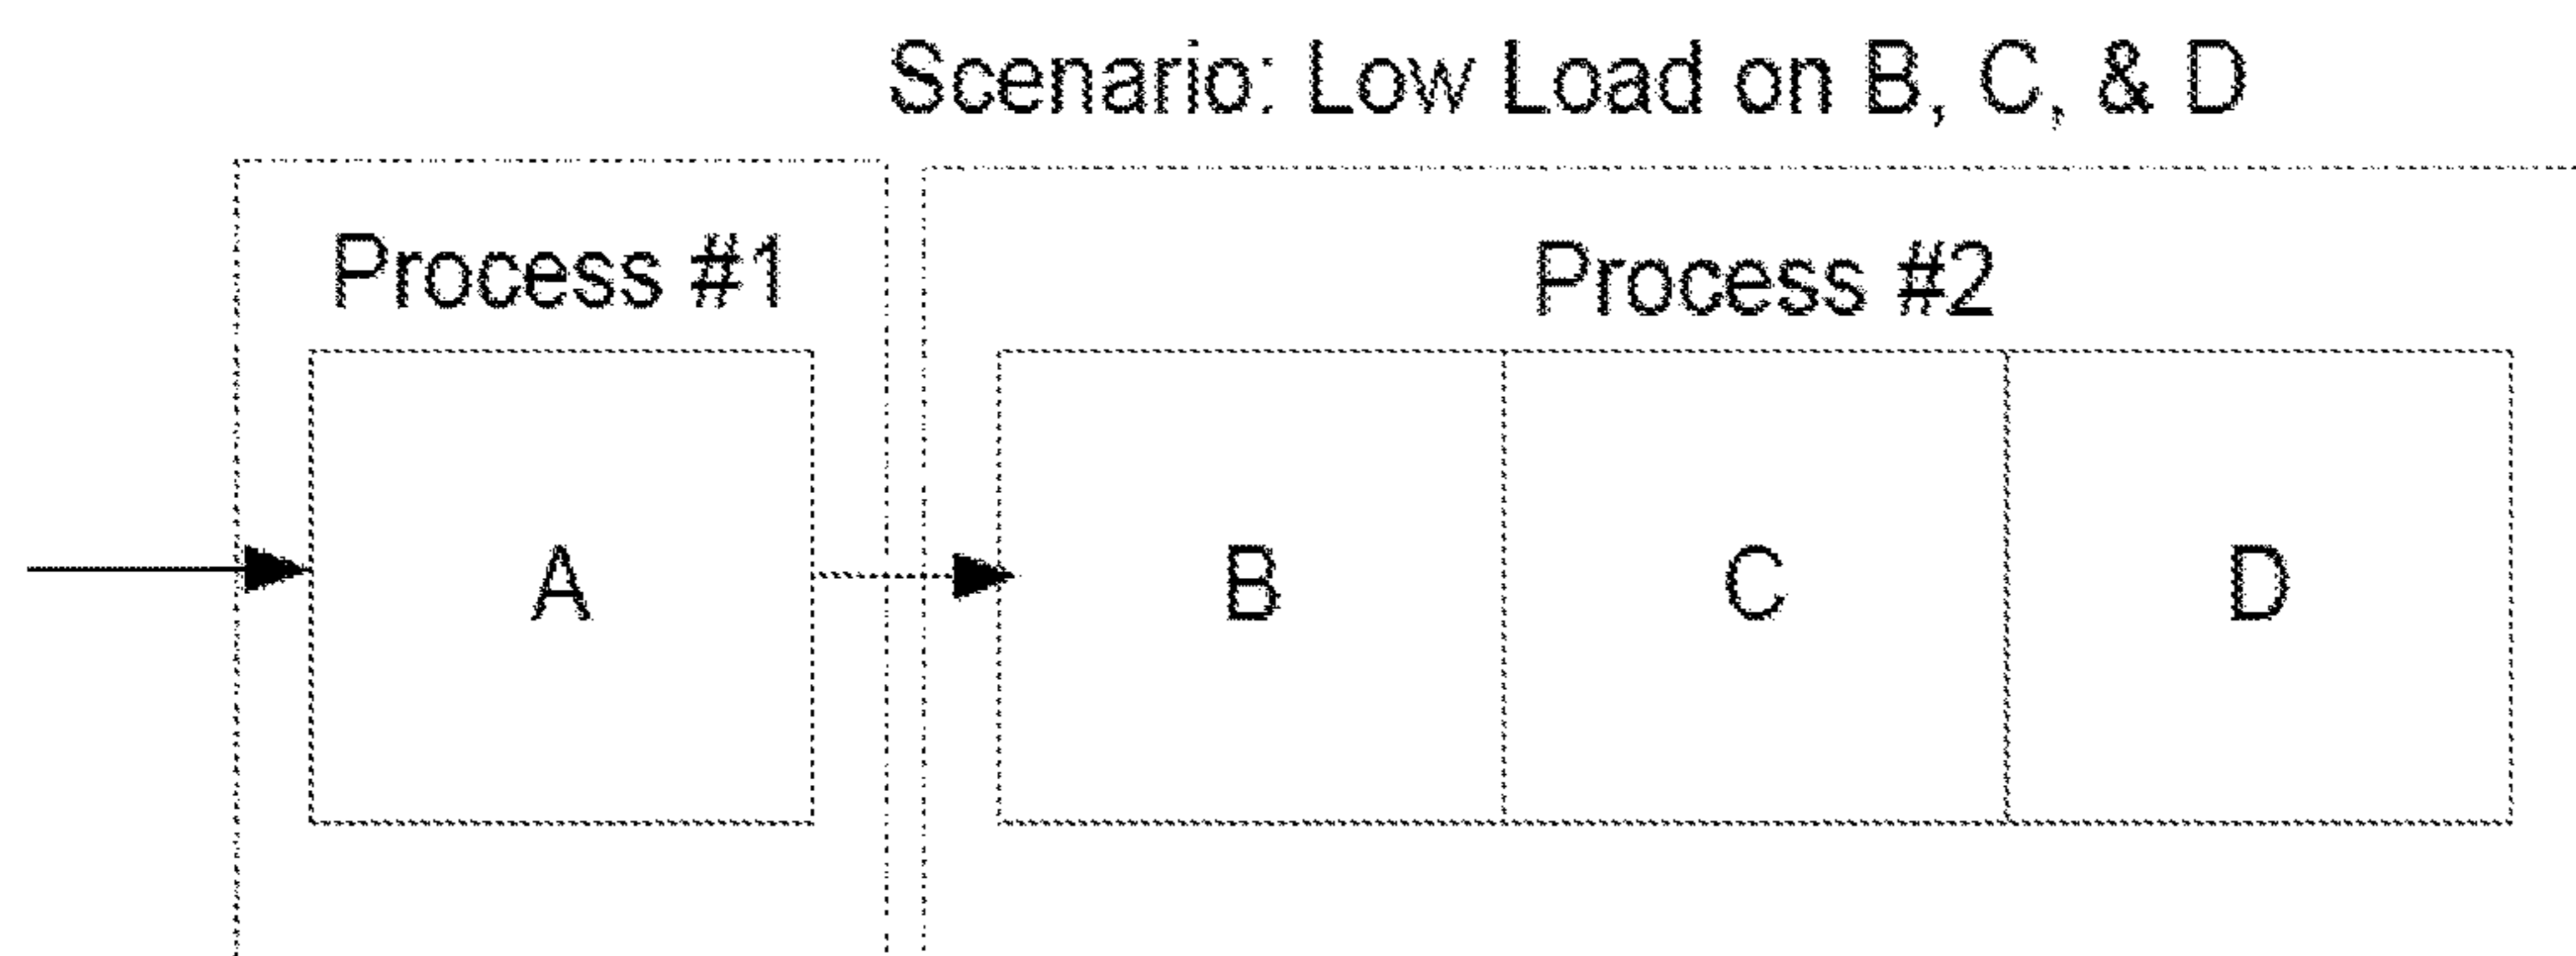 Scenario: Low Load on B, C, & D
Process #1
Process #2
A
B
C
D